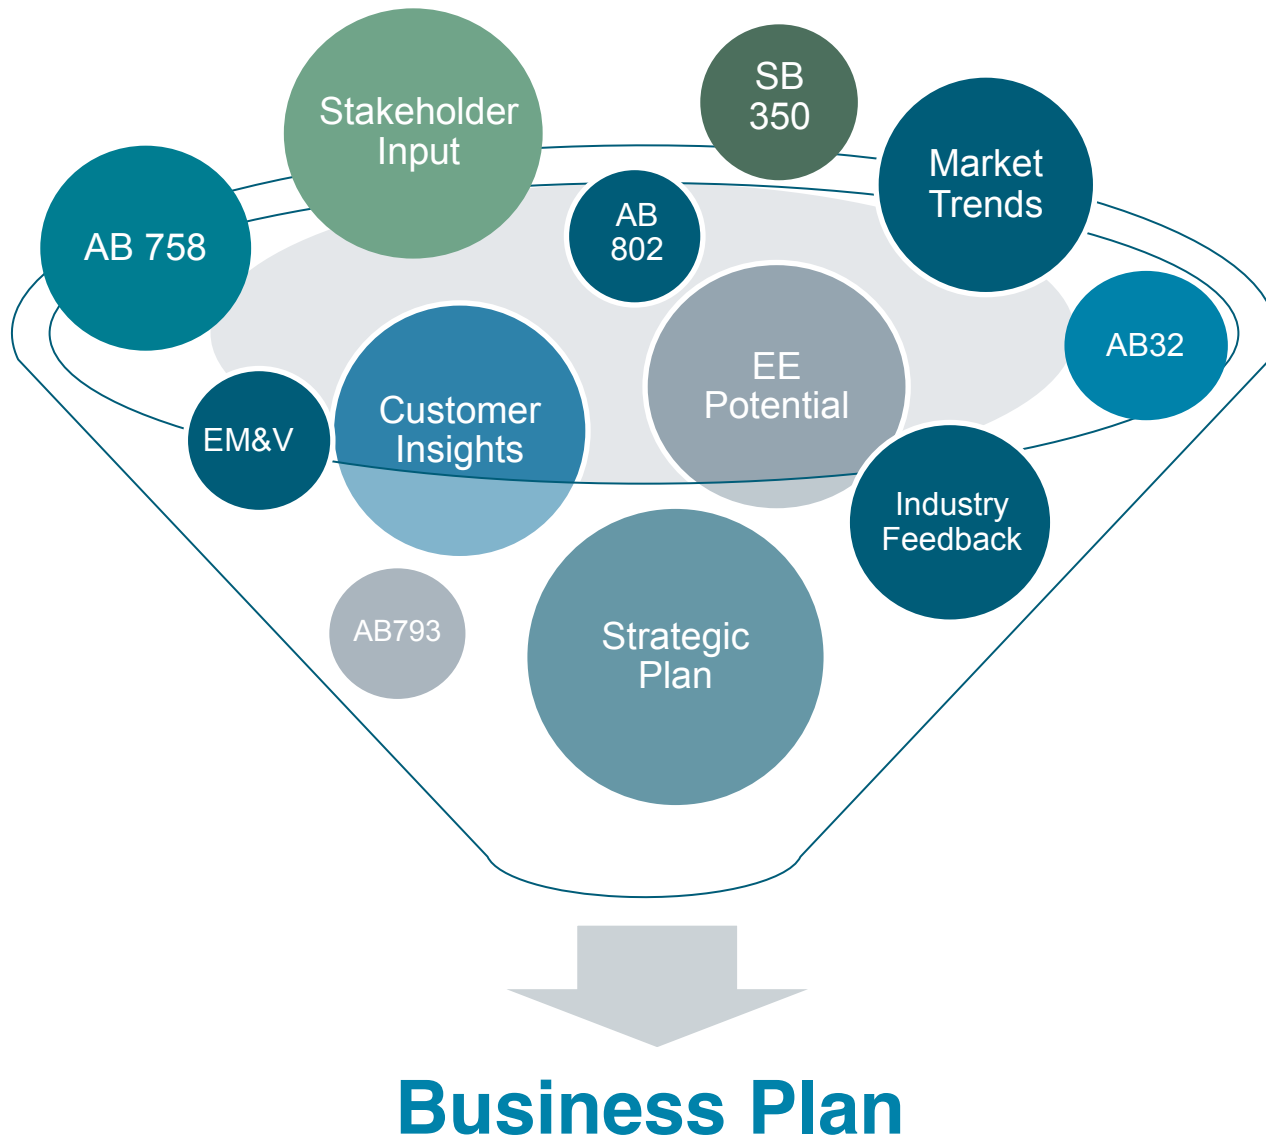 Stakeholder
Input
SB
350
Market
Trends
AB 758
AB
802
AB32
EE
Potential
Customer
Insights
EM&V
Industry
Feedback
AB793
Strategic
Plan
Business Plan